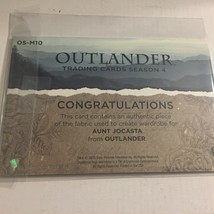 OS-M10
OUTLANDER
TRADING CARDS SEASON 4
CONGRATULATIONS
This card contains an authentic piece
of the fabric used to create wardrobe for
AUNT JOCASTA
from OUTLANDER